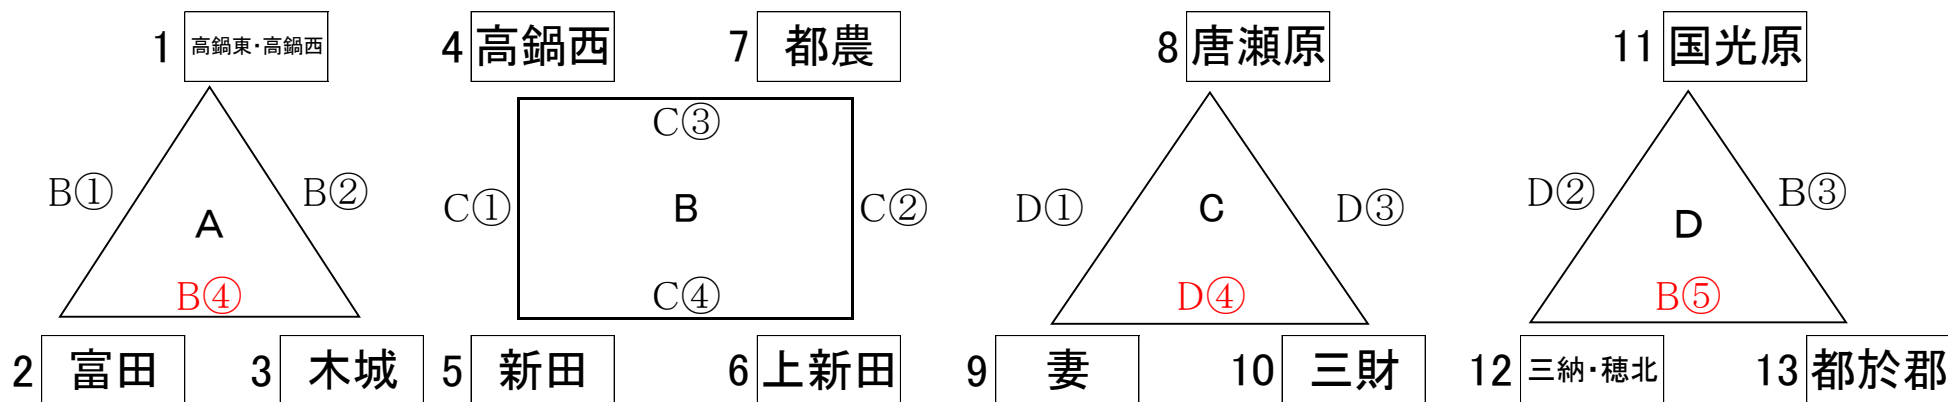 1 高鍋東・高鍋西 4 高鍋西 7 都農 8 唐瀬原 11 国光原
C③
B① B② C① B C② D① C D③ D② B③
A D
B④ C④ D④ B⑤
2 富田 3 木城 5 新田 6 上新田 9 妻 10 三財 12 三納・穂北 13 都於郡